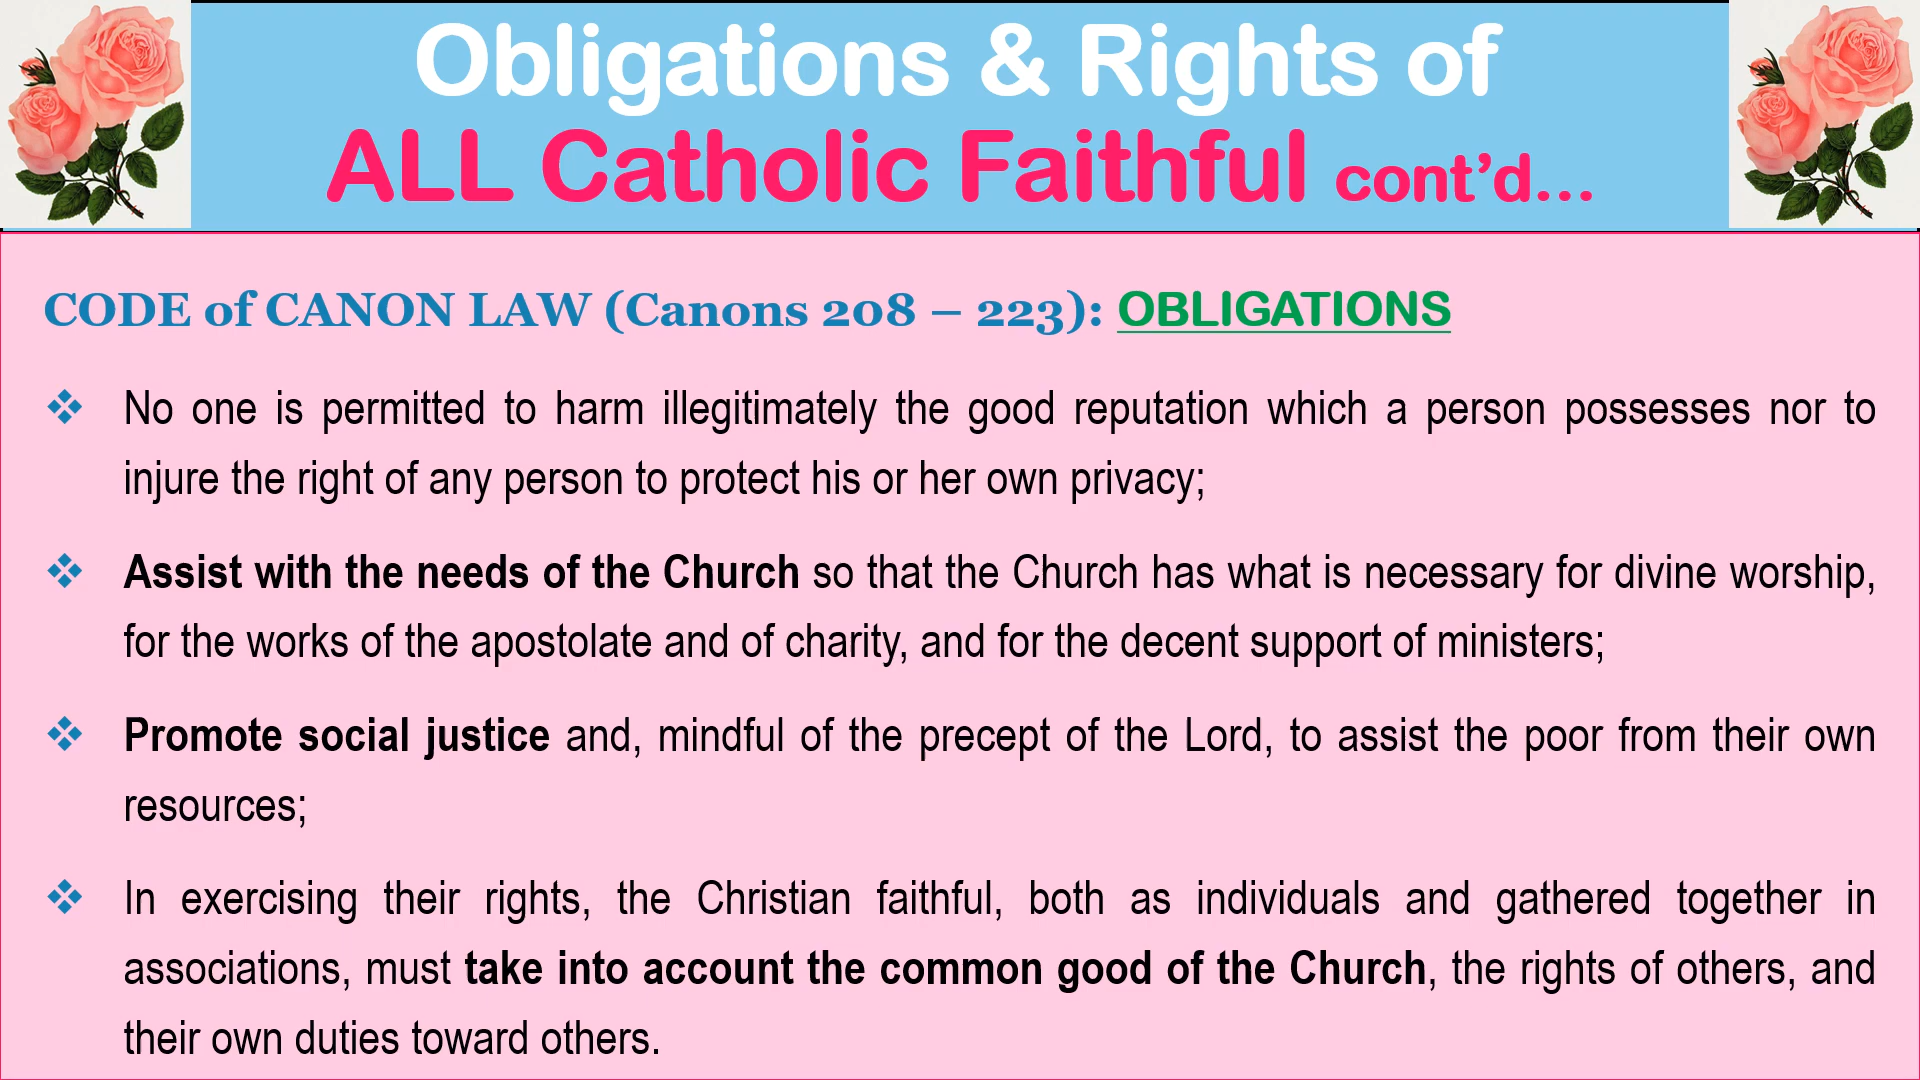 Obligations & Rights of
ALL Catholic Faithful cont’d…
CODE of CANON LAW (Canons 208 – 223): OBLIGATIONS
❖ No one is permitted to harm illegitimately the good reputation which a person possesses nor to
injure the right of any person to protect his or her own privacy;
❖ Assist with the needs of the Church so that the Church has what is necessary for divine worship,
for the works of the apostolate and of charity, and for the decent support of ministers;
❖ Promote social justice and, mindful of the precept of the Lord, to assist the poor from their own
resources;
❖ In exercising their rights, the Christian faithful, both as individuals and gathered together in
associations, must take into account the common good of the Church, the rights of others, and
their own duties toward others.